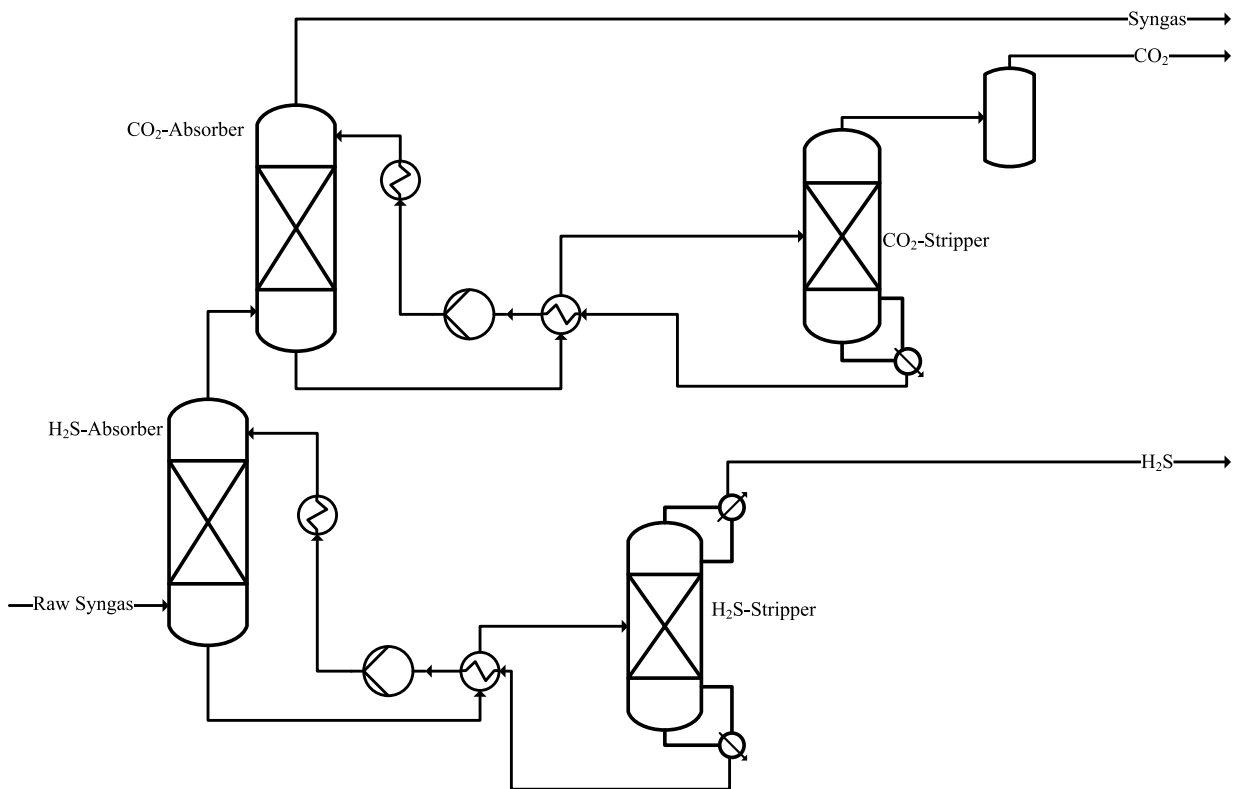 Syngas
CO₂
CO₂-Absorber
CO₂-Stripper
H₂S-Absorber
H₂S
Raw Syngas
H₂S-Stripper